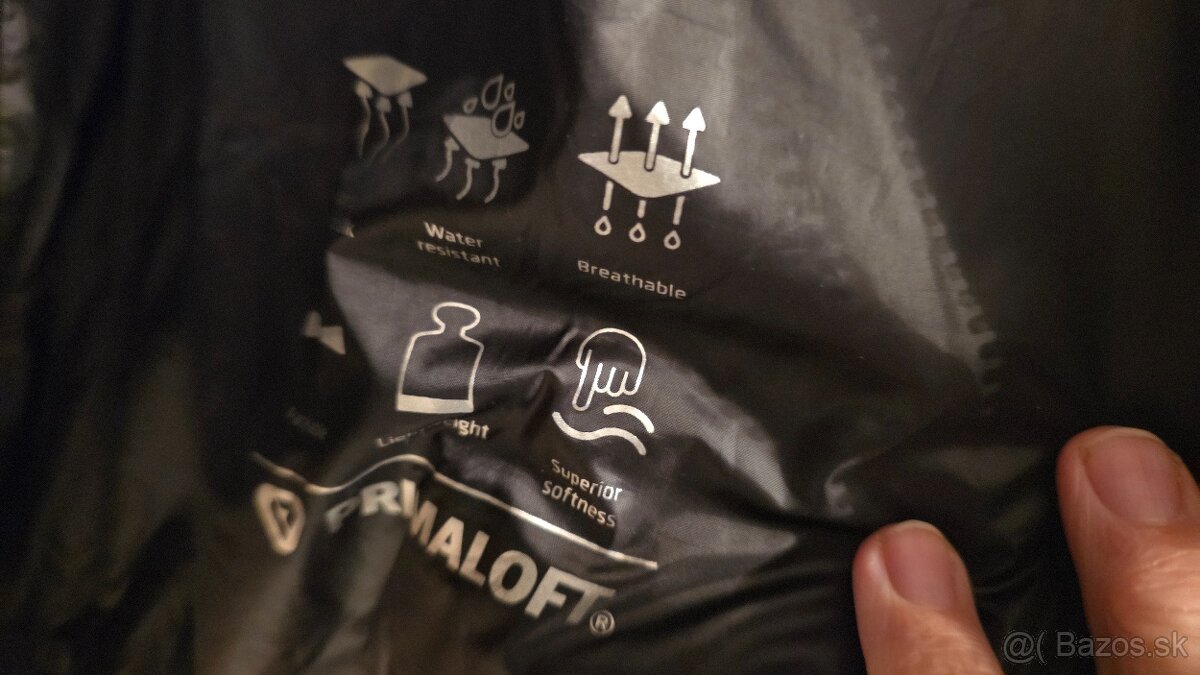 Water
resistant
Breathable
Superior
softness
PRIMALOFT®
@( Bazos.sk